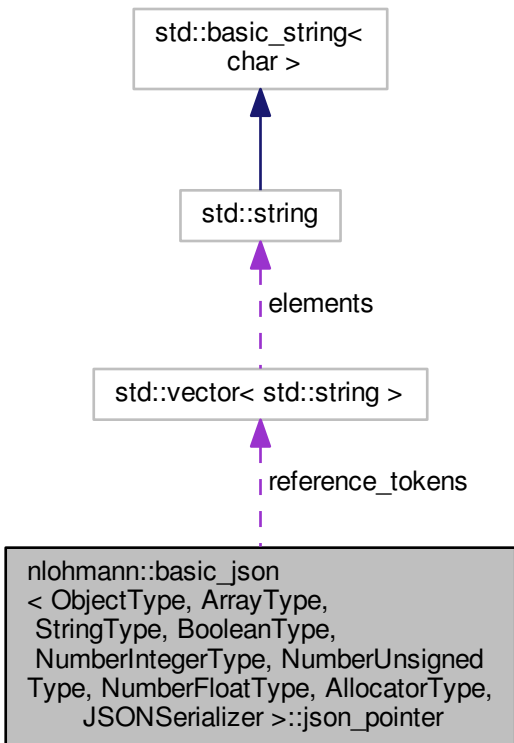 std::basic_string<
char >
std::string
elements
std::vector< std::string >
reference_tokens
nlohmann::basic_json
< ObjectType, ArrayType,
StringType, BooleanType,
NumberIntegerType, NumberUnsigned
Type, NumberFloatType, AllocatorType,
JSONSerializer >::json_pointer